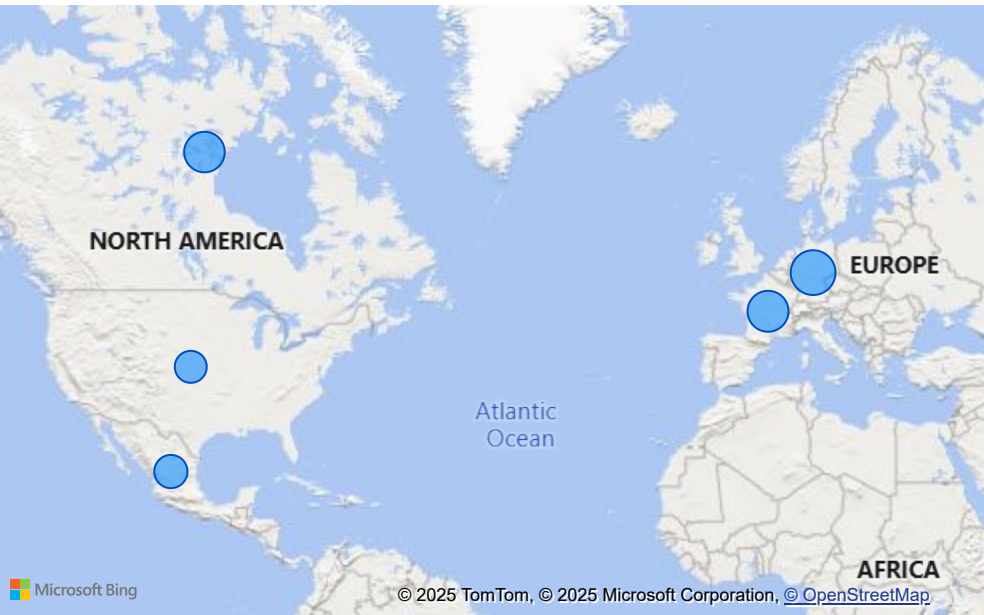 NORTH AMERICA
EUROPE
Atlantic
Ocean
AFRICA
Microsoft Bing
© 2025 TomTom, © 2025 Microsoft Corporation, © OpenStreetMap